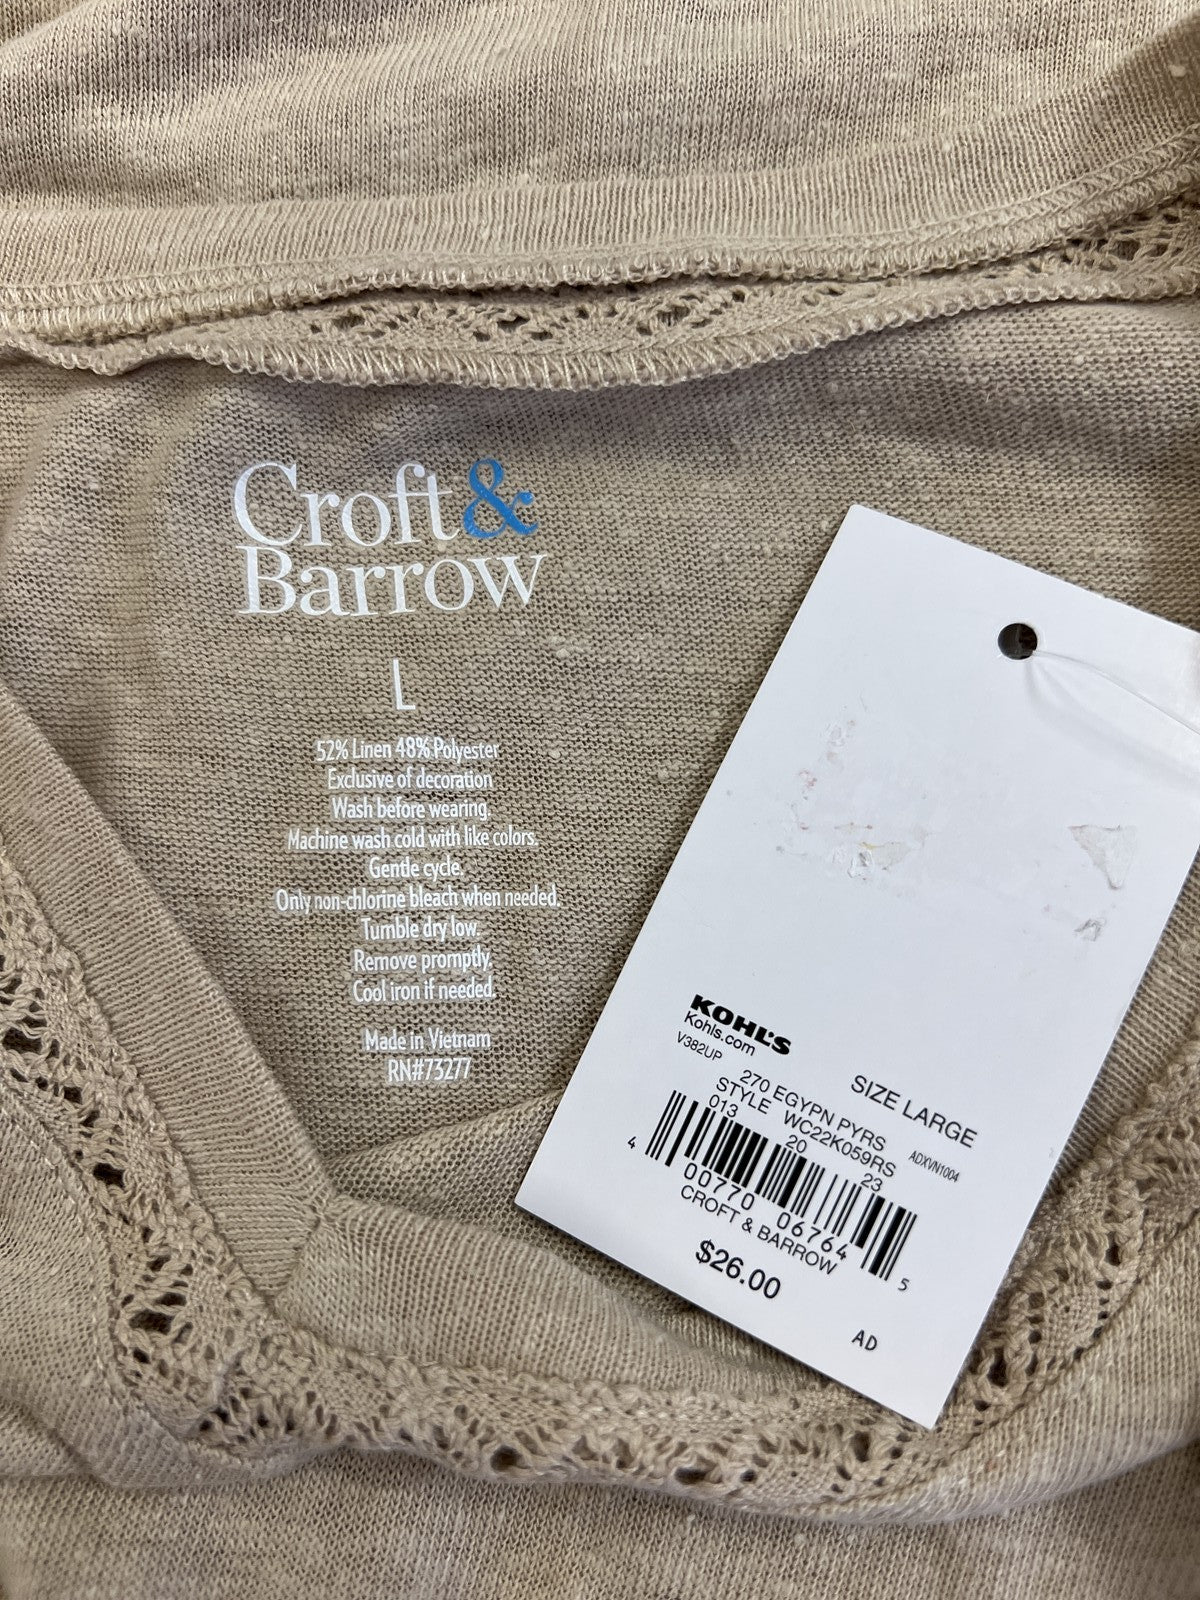 Croft &
Barrow
L
52% Linen 48% Polyester
Exclusive of decoration
Wash before wearing.
Machine wash cold with like colors.
Gentle cycle.
Only non-chlorine bleach when needed.
Tumble dry low.
Remove promptly.
Cool iron if needed.
Made in Vietnam
RN#73277
KOHL'S
Kohls.com
V382UP
SIZE LARGE
270 EGYPN PYRS
STYLE WC22K059RS
ADXVN1004
013 20 23
4 00770 06764 5
CROFT & BARROW
$26.00
AD